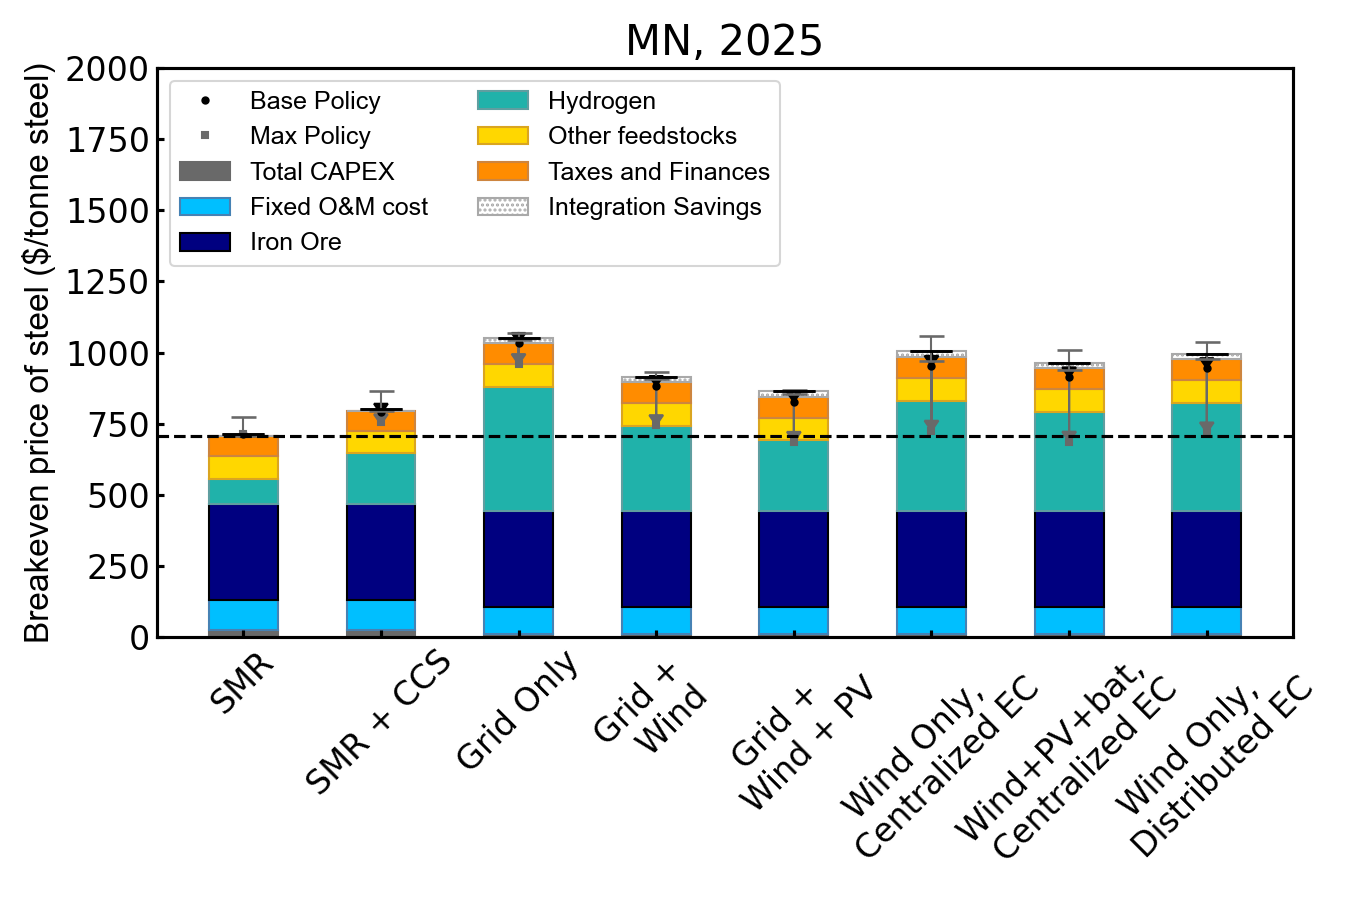 MN, 2025
Breakeven price of steel ($/tonne steel)
2000
1750
1500
1250
1000
750
500
250
0
Base Policy
Max Policy
Total CAPEX
Fixed O&M cost
Iron Ore
Hydrogen
Other feedstocks
Taxes and Finances
Integration Savings
SMR
SMR + CCS
Grid Only
Grid +
Wind
Grid +
Wind + PV
Wind Only,
Centralized EC
Wind+PV+bat,
Centralized EC
Wind Only,
Distributed EC